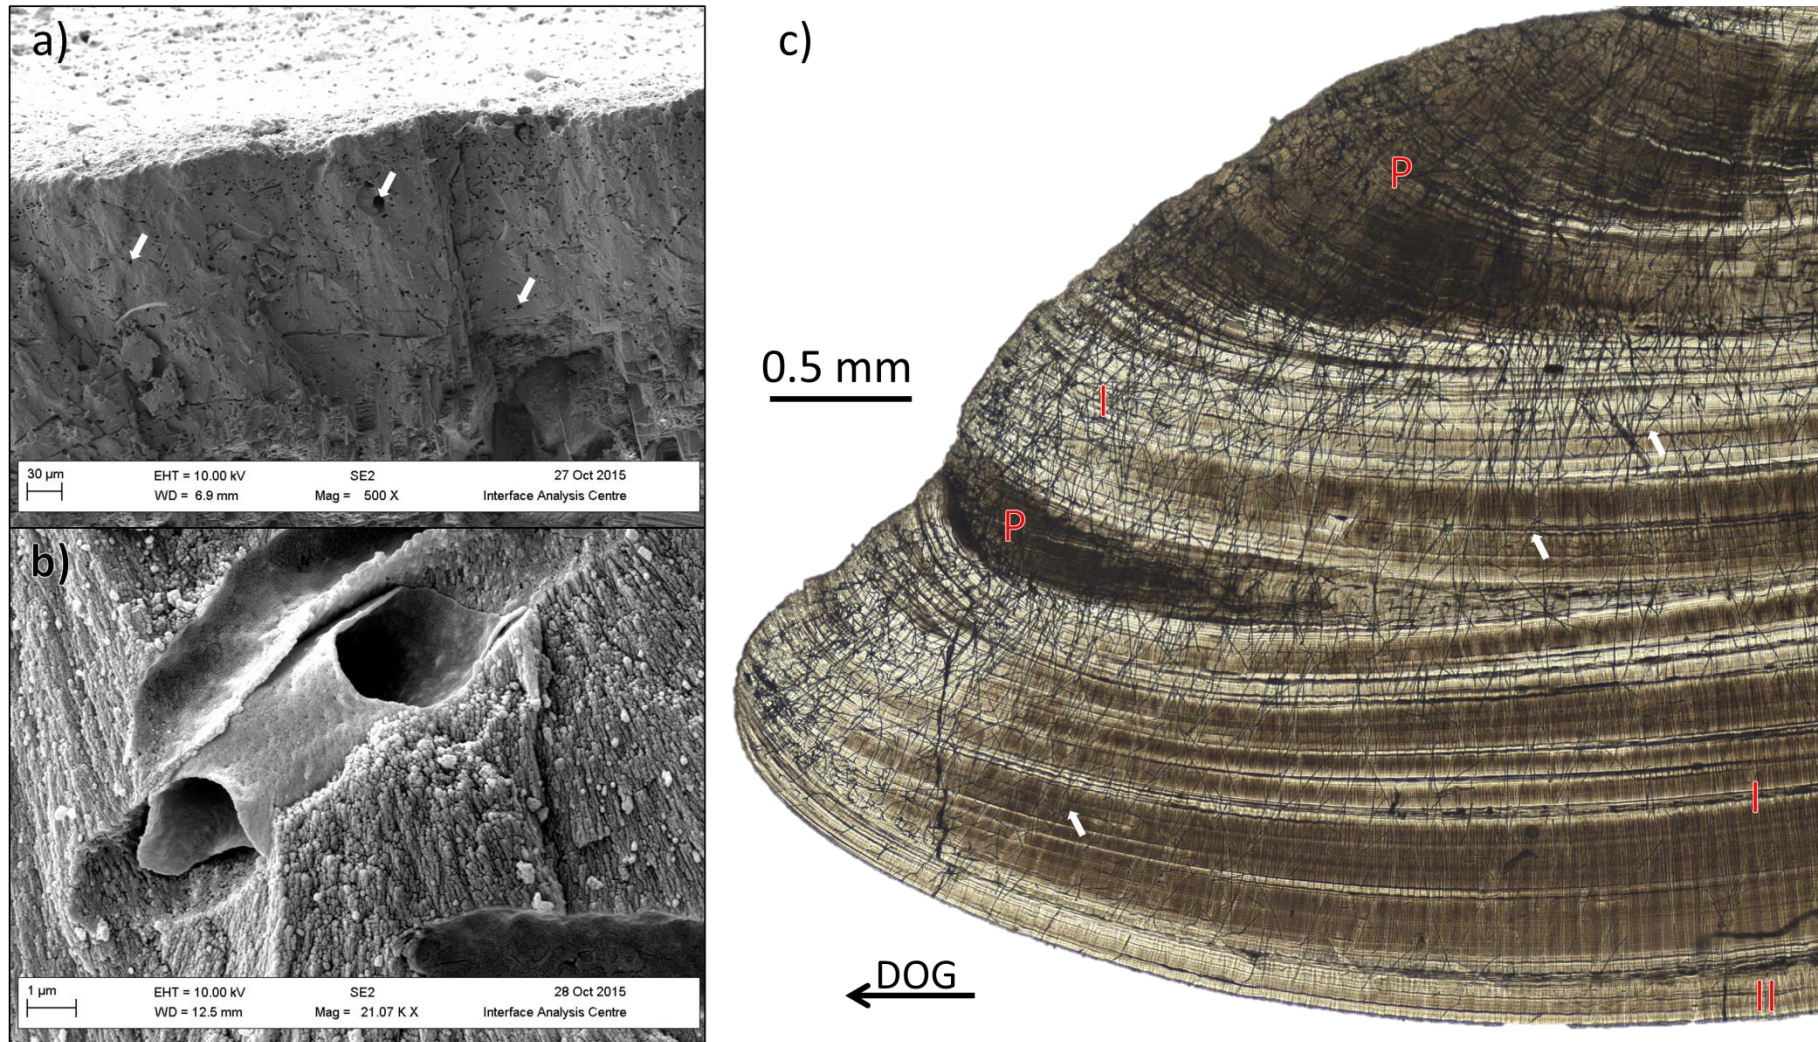 a)
30 µm
EHT = 10.00 kV
SE2
27 Oct 2015
WD = 6.9 mm
Mag = 500 X
Interface Analysis Centre
b)
1 µm
EHT = 10.00 kV
SE2
28 Oct 2015
WD = 12.5 mm
Mag = 21.07 K X
Interface Analysis Centre
c)
P
0.5 mm
I
P
I
DOG
II